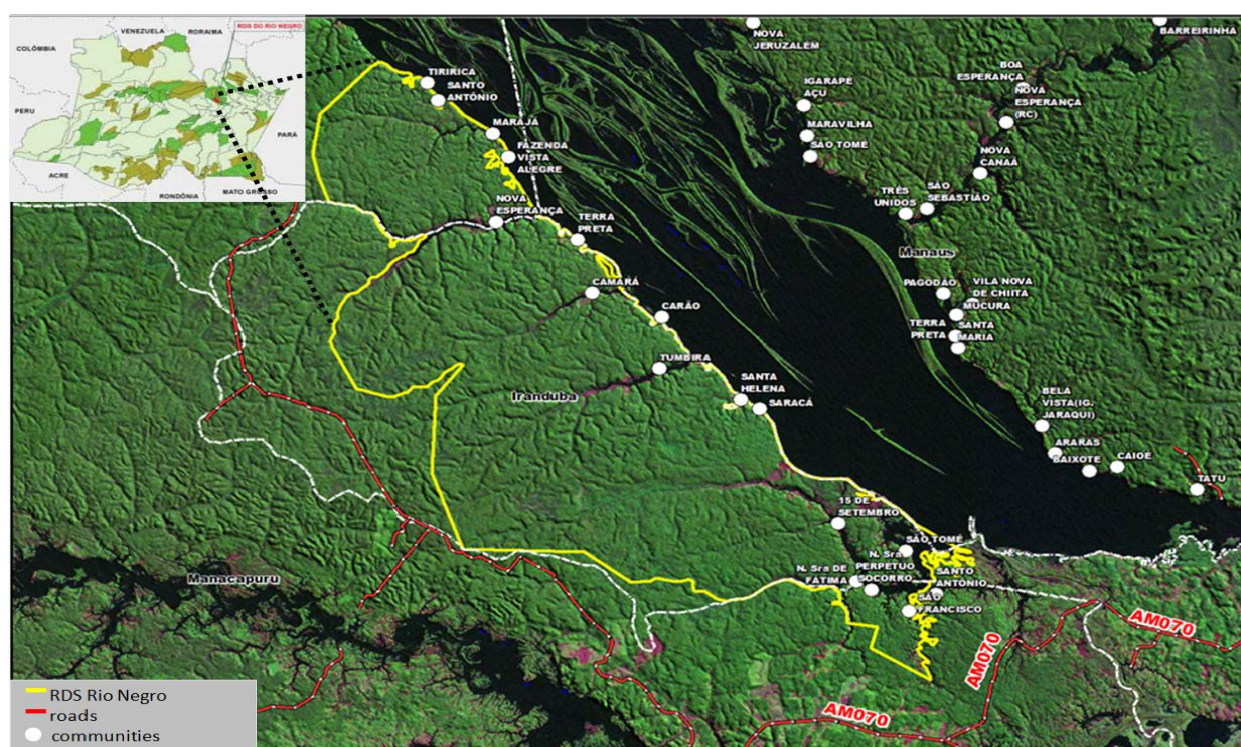 VENEZUELA
RORAIMA
RDS DO RIO NEGRO
COLÔMBIA
PERU
PARÁ
ACRE
RONDÔNIA
MATO GROSSO
NOVA
JERUZALÉM
BARREIRINHA
TIRIRICA
SANTO
ANTÔNIO
IGARAPÉ
AÇU
BOA
ESPERANÇA
NOVA
ESPERANÇA
(RC)
MARAJÁ
MARAVILHA
SÃO TOMÉ
FAZENDA
VISTA
ALEGRE
NOVA
CANAÃ
TRÊS
UNIDOS
SÃO
SEBASTIÃO
NOVA
ESPERANÇA
TERRA
PRETA
Manaus
CAMARÁ
PAGODÃO
VILA NOVA
DE CHIITA
MUCURA
CARÃO
TERRA
PRETA
SANTA
MARIA
TUMBIRA
SANTA
HELENA
SARACÁ
Iranduba
BELA
VISTA(IG.
JARAQUI)
ARARAS
BAIXOTE
CAIOÉ
TATU
15 DE
SETEMBRO
SÃO TOMÉ
Manacapuru
N. Sra DE
FÁTIMA
N. Sra
PERPETUO
SOCORRO
SANTO
ANTONIO
SÃO
FRANCISCO
AM070
AM070
AM070
RDS Rio Negro
roads
communities